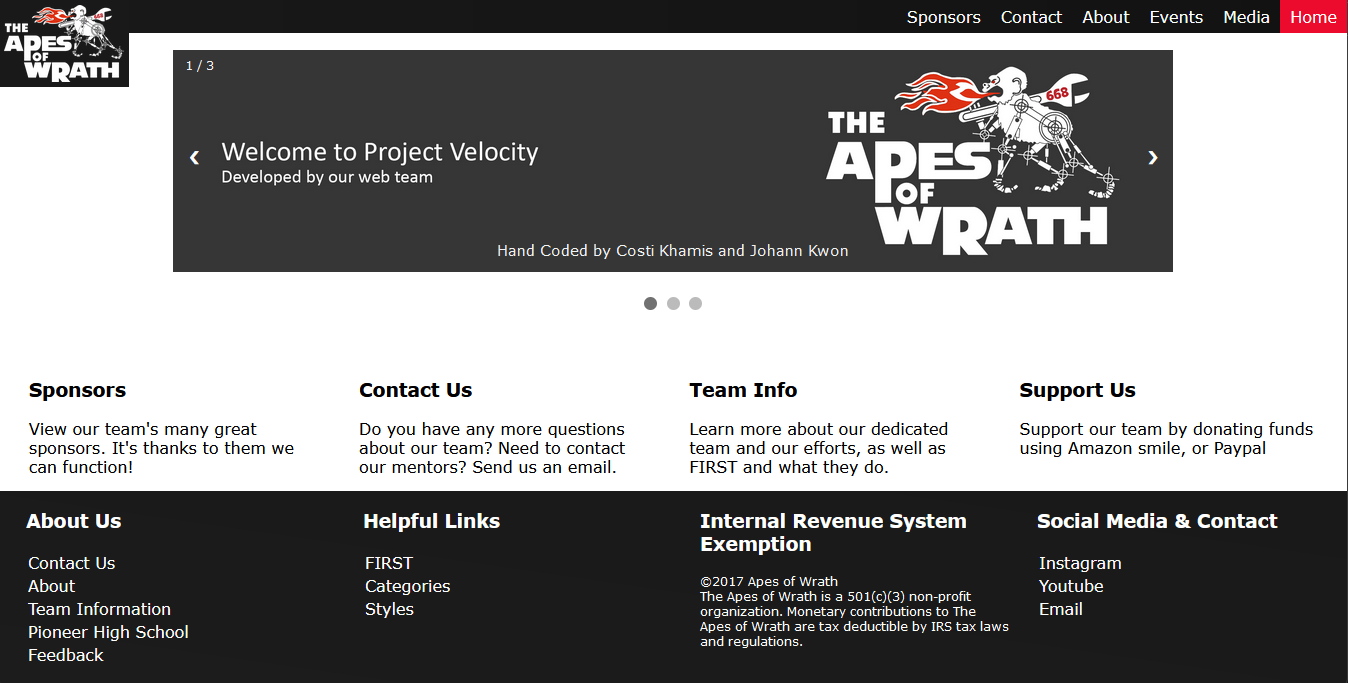 THE
APES
OF
WRATH
668
Sponsors Contact About Events Media Home
1 / 3
❮
Welcome to Project Velocity
Developed by our web team
Hand Coded by Costi Khamis and Johann Kwon
668
THE
APES
OF
WRATH
❯
Sponsors
View our team's many great
sponsors. It's thanks to them we
can function!
Contact Us
Do you have any more questions
about our team? Need to contact
our mentors? Send us an email.
Team Info
Learn more about our dedicated
team and our efforts, as well as
FIRST and what they do.
Support Us
Support our team by donating funds
using Amazon smile, or Paypal
About Us
Contact Us
About
Team Information
Pioneer High School
Feedback
Helpful Links
FIRST
Categories
Styles
Internal Revenue System
Exemption
©2017 Apes of Wrath
The Apes of Wrath is a 501(c)(3) non-profit
organization. Monetary contributions to The
Apes of Wrath are tax deductible by IRS tax laws
and regulations.
Social Media & Contact
Instagram
Youtube
Email